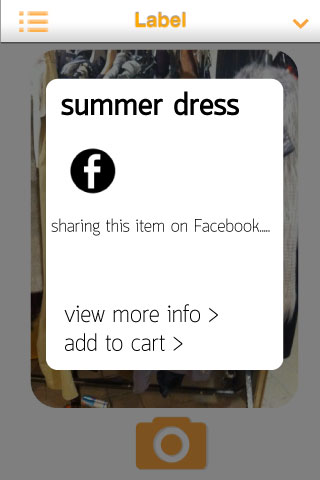 Label
summer dress
f
sharing this item on Facebook.....
view more info >
add to cart >